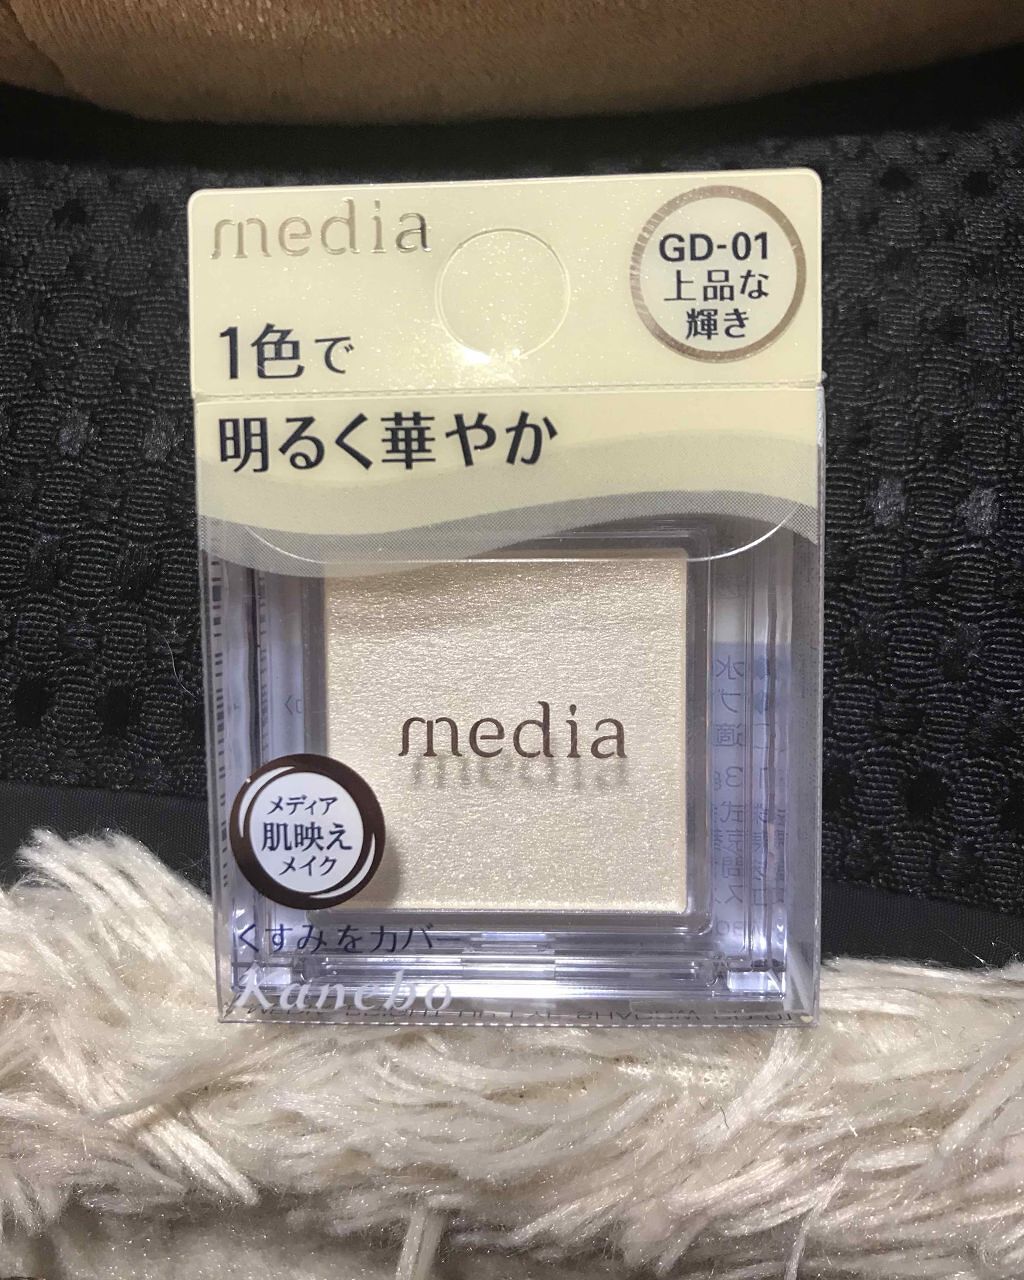 media
GD-01
上品な
輝き
1色で
明るく華やか
media
メディア
肌映え
メイク
くすみをカバー
Kanebo